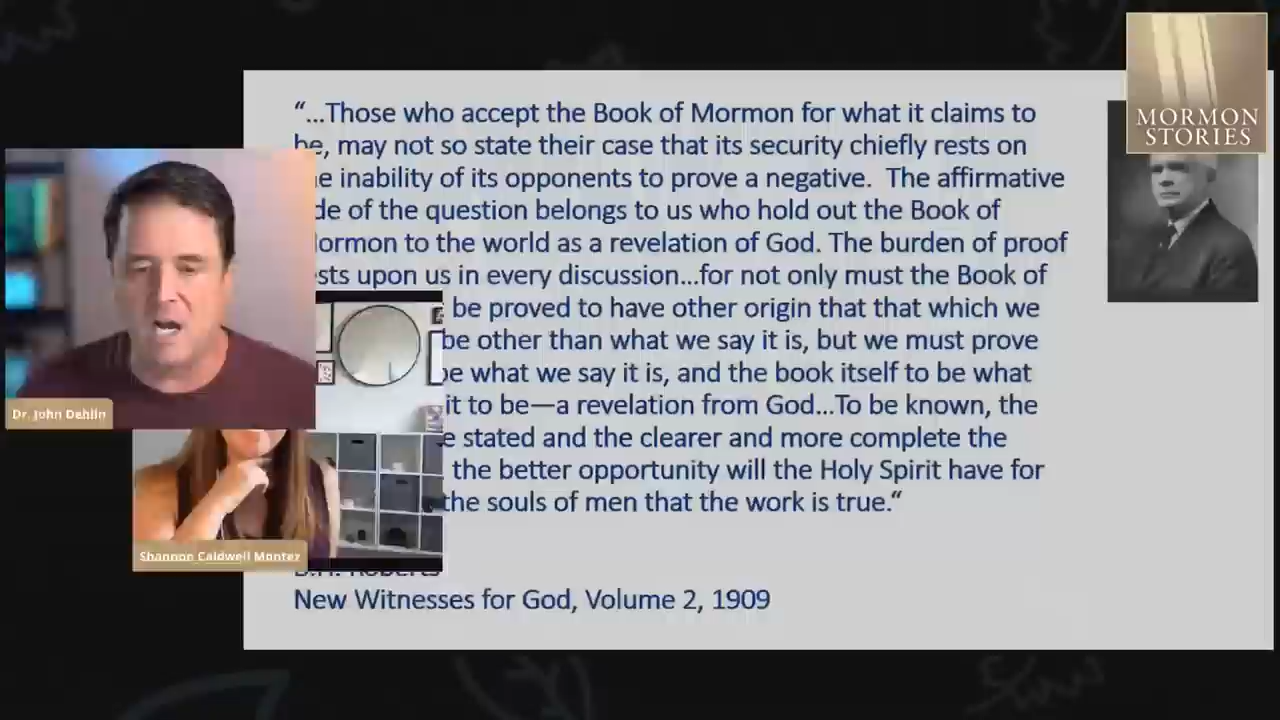 “...Those who accept the Book of Mormon for what it claims to
be, may not so state their case that its security chiefly rests on
inability of its opponents to prove a negative. The affirmative
of the question belongs to us who hold out the Book of
to the world as a revelation of God. The burden of proof
upon us in every discussion...for not only must the Book of
be proved to have other origin that that which we
be other than what we say it is, but we must prove
be what we say it is, and the book itself to be what
it to be—a revelation from God...To be known, the
stated and the clearer and more complete the
the better opportunity will the Holy Spirit have for
the souls of men that the work is true.“
New Witnesses for God, Volume 2, 1909
MORMON
STORIES
Dr. John Dehlin
Shannon Caldwell Montez